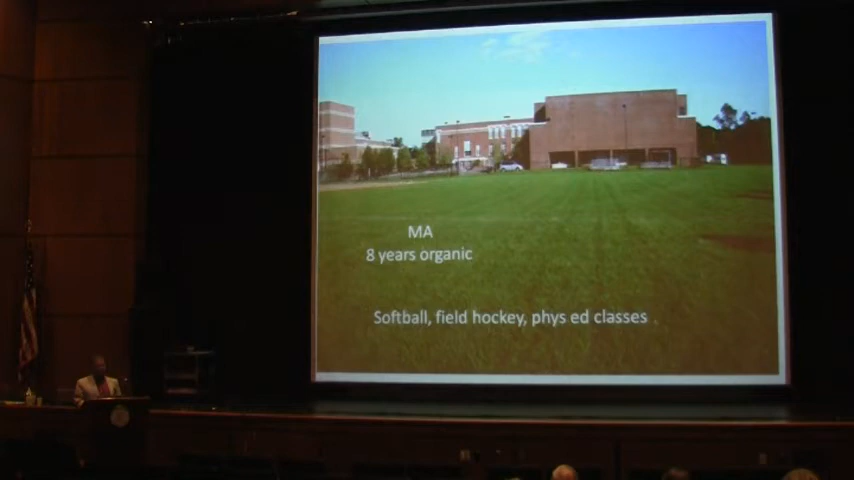 MA
8 years organic
Softball, field hockey, phys ed classes